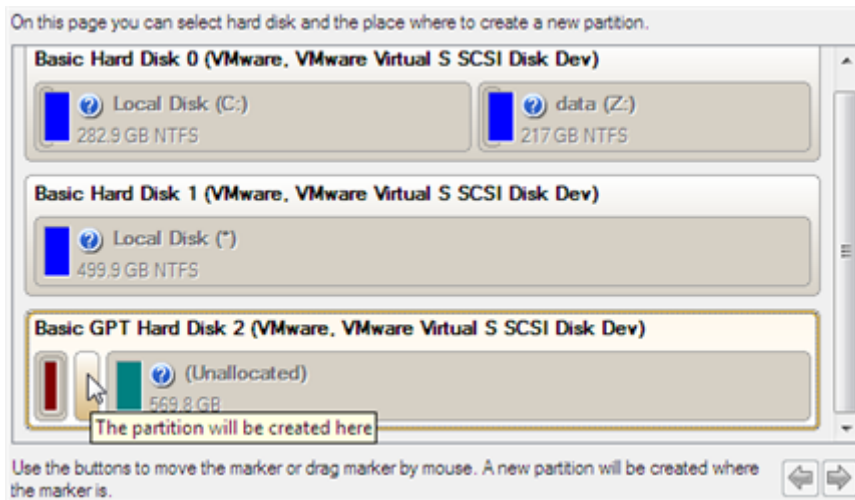 On this page you can select hard disk and the place where to create a new partition.
Basic Hard Disk 0 (VMware, VMware Virtual S SCSI Disk Dev)
Local Disk (C:)
282.9 GB NTFS
data (Z:)
217 GB NTFS
Basic Hard Disk 1 (VMware, VMware Virtual S SCSI Disk Dev)
Local Disk (*)
499.9 GB NTFS
Basic GPT Hard Disk 2 (VMware, VMware Virtual S SCSI Disk Dev)
(Unallocated)
569.8 GB
The partition will be created here
Use the buttons to move the marker or drag marker by mouse. A new partition will be created where
the marker is.